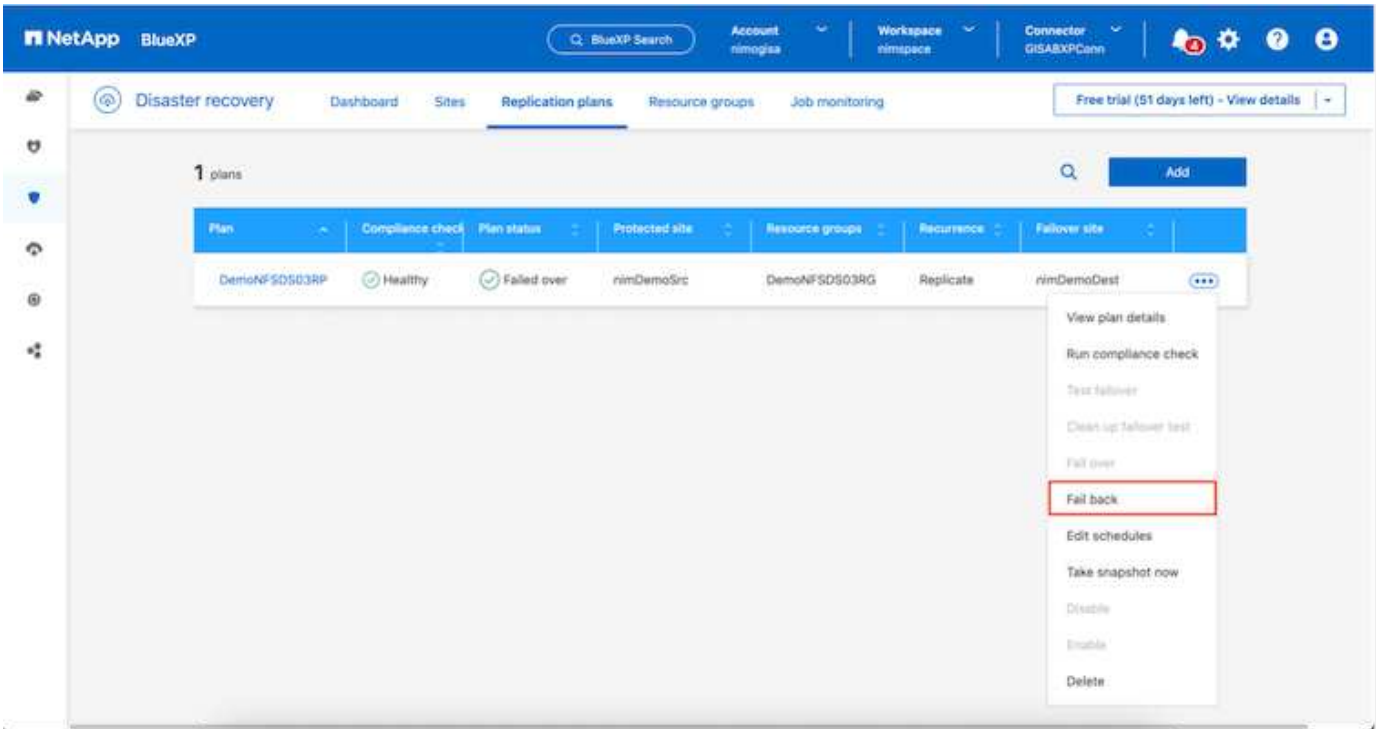 NetApp BlueXP
BlueXP Search
Account
nimogisa
Workspace
nimspace
Connector
GISABXPConn
4
Disaster recovery
Dashboard
Sites
Replication plans
Resource groups
Job monitoring
Free trial (51 days left) - View details
1 plans
Add
Plan
Compliance check
Plan status
Protected site
Resource groups
Recurrence
Failover site
DemoNFSDS03RP
Healthy
Failed over
nimDemoSrc
DemoNFSDS03RG
Replicate
nimDemoDest
View plan details
Run compliance check
Test failover
Clean up failover test
Fail over
Fail back
Edit schedules
Take snapshot now
Disable
Enable
Delete